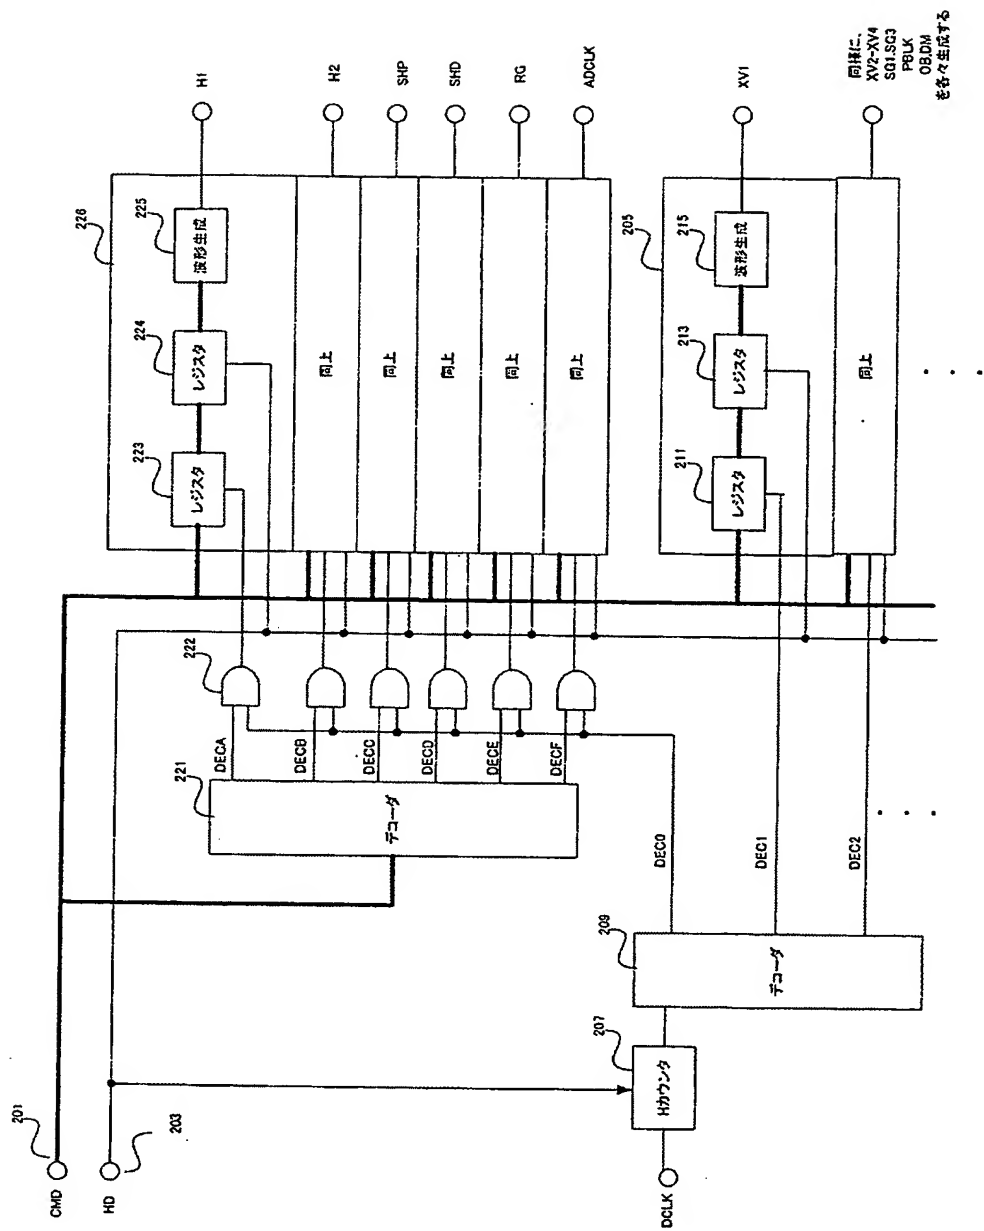 CMD
201
HD
203
DCLK
Hカウンタ
207
デコーダ
209
DEC0
DEC1
DEC2
デコーダ
221
DECA
DECB
DECC
DECD
DECE
DECF
222
226
レジスタ
223
レジスタ
224
波形生成
225
H1
同上
H2
同上
SHP
同上
SHD
同上
RG
同上
ADCLK
205
レジスタ
211
レジスタ
213
波形生成
215
XV1
同上
同様に、
XV2-XV4
SG1.SG3
PBLK
OB.DM
を各々生成する